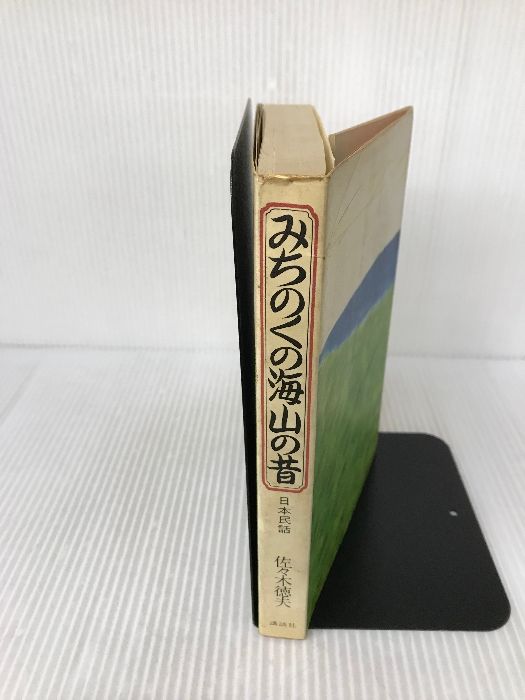 みちのくの海山の昔
日本民話
佐々木徳夫
講談社